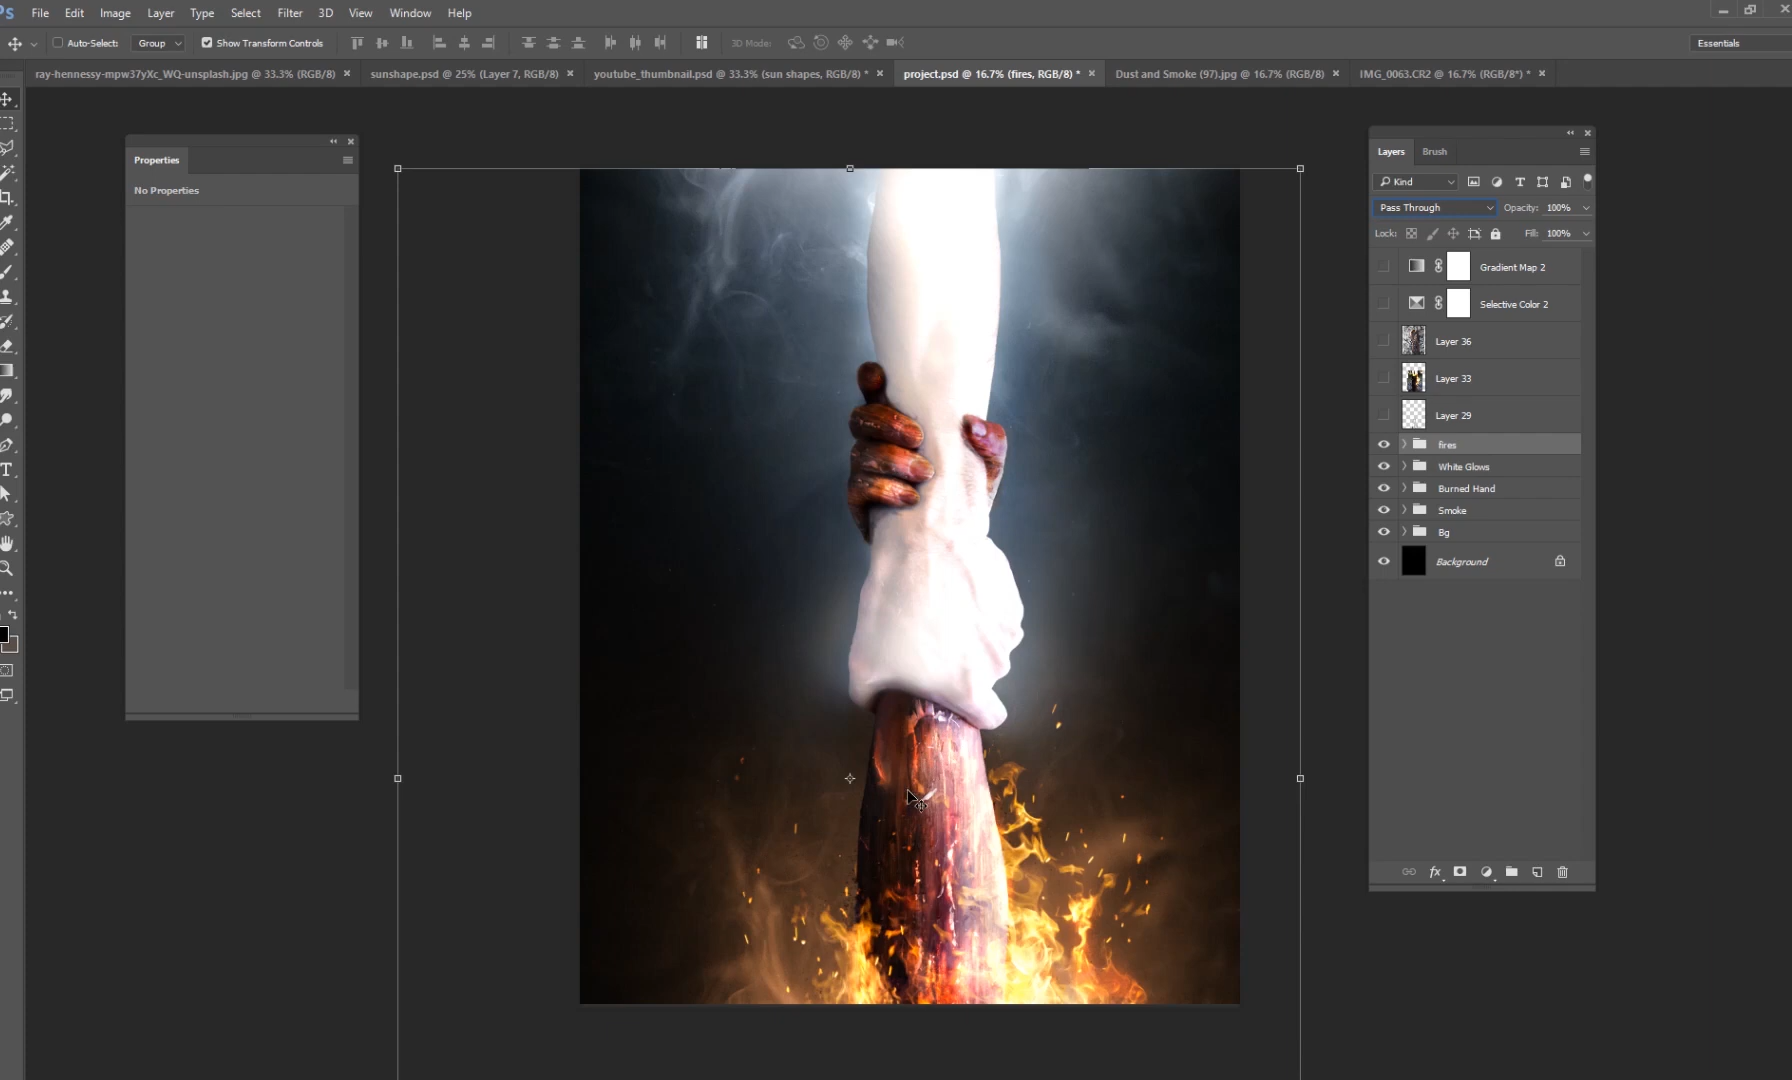 Ps File Edit Image Layer Type Select Filter 3D View Window Help
Auto-Select: Group Show Transform Controls 3D Mode: Essentials
ray-hennessy-mpw37yXc_WQ-unsplash.jpg @ 33.3% (RGB/8) × sunshape.psd @ 25% (Layer 7, RGB/8) × youtube_thumbnail.psd @ 33.3% (sun shapes, RGB/8) * × project.psd @ 16.7% (fires, RGB/8) * × Dust and Smoke (97).jpg @ 16.7% (RGB/8) × IMG_0063.CR2 @ 16.7% (RGB/8*) * ×
Properties
No Properties
Layers Brush
Kind
Pass Through Opacity: 100%
Lock: Fill: 100%
Gradient Map 2
Selective Color 2
Layer 36
Layer 33
Layer 29
fires
White Glows
Burned Hand
Smoke
Bg
Background
fx